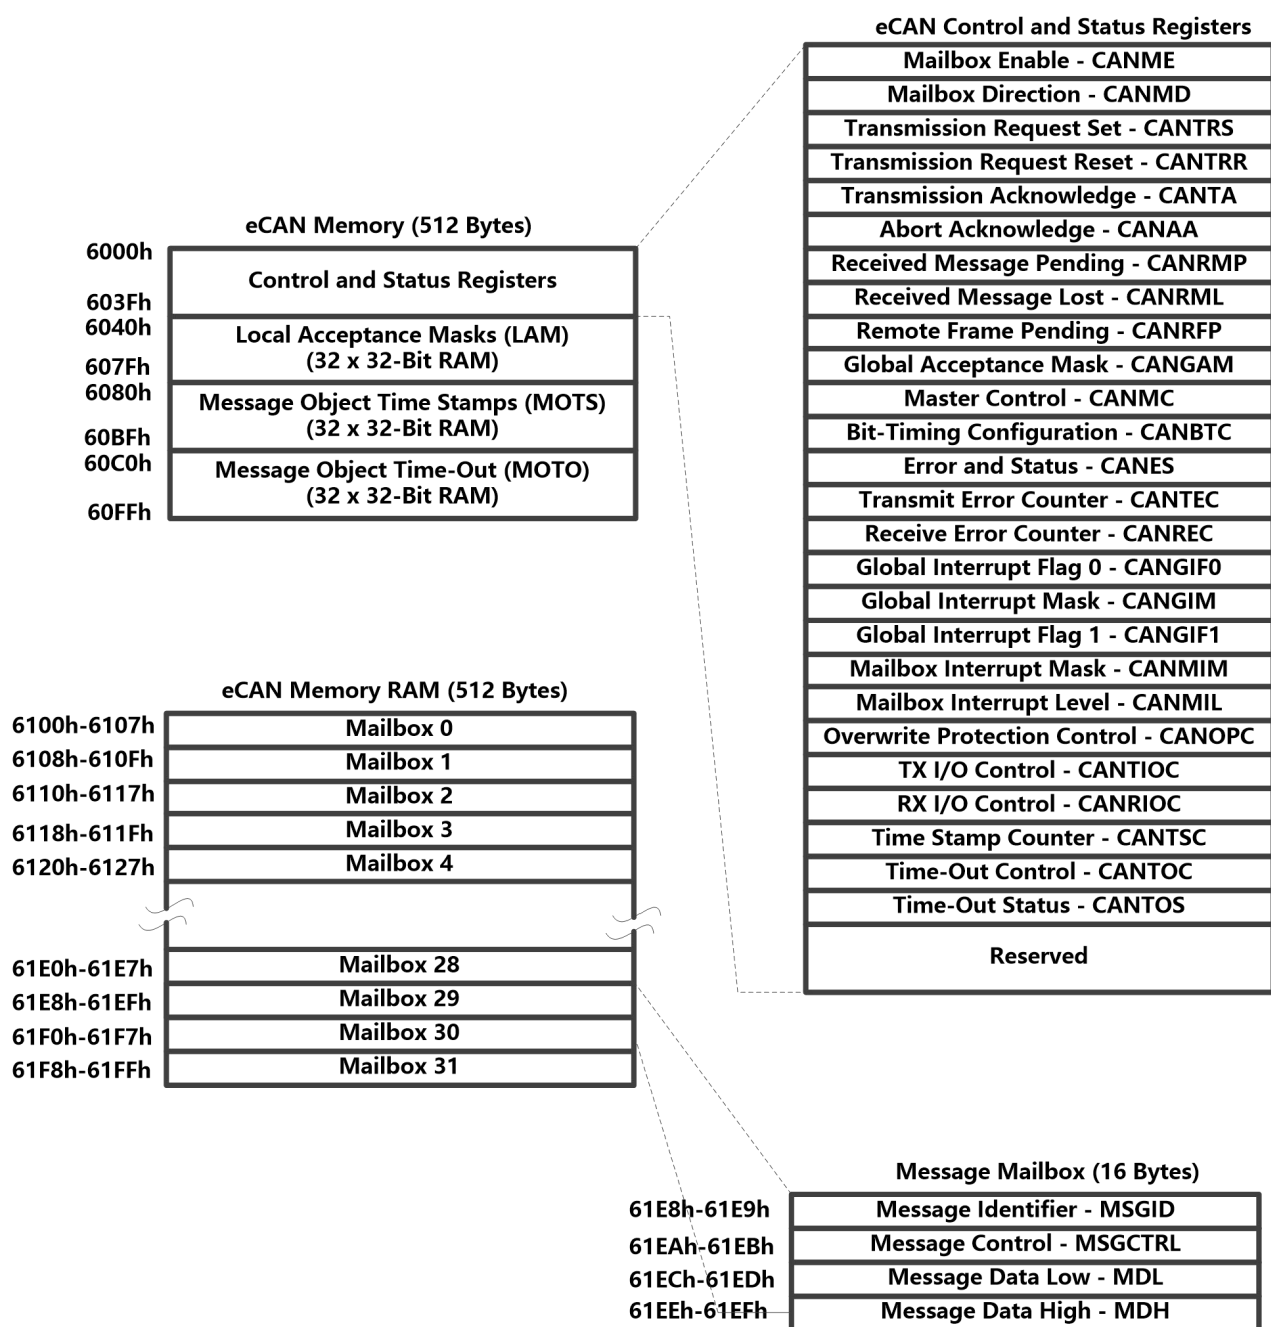 eCAN Control and Status Registers
Mailbox Enable - CANME
Mailbox Direction - CANMD
Transmission Request Set - CANTRS
Transmission Request Reset - CANTRR
Transmission Acknowledge - CANTA
Abort Acknowledge - CANAA
Received Message Pending - CANRMP
Received Message Lost - CANRML
Remote Frame Pending - CANRFP
Global Acceptance Mask - CANGAM
Master Control - CANMC
Bit-Timing Configuration - CANBTC
Error and Status - CANES
Transmit Error Counter - CANTEC
Receive Error Counter - CANREC
Global Interrupt Flag 0 - CANGIF0
Global Interrupt Mask - CANGIM
Global Interrupt Flag 1 - CANGIF1
Mailbox Interrupt Mask - CANMIM
Mailbox Interrupt Level - CANMIL
Overwrite Protection Control - CANOPC
TX I/O Control - CANTIOC
RX I/O Control - CANRIOC
Time Stamp Counter - CANTSC
Time-Out Control - CANTOC
Time-Out Status - CANTOS
Reserved
eCAN Memory (512 Bytes)
6000h
Control and Status Registers
603Fh
6040h
Local Acceptance Masks (LAM)
(32 x 32-Bit RAM)
607Fh
6080h
Message Object Time Stamps (MOTS)
(32 x 32-Bit RAM)
60BFh
60C0h
Message Object Time-Out (MOTO)
(32 x 32-Bit RAM)
60FFh
eCAN Memory RAM (512 Bytes)
6100h-6107h Mailbox 0
6108h-610Fh Mailbox 1
6110h-6117h Mailbox 2
6118h-611Fh Mailbox 3
6120h-6127h Mailbox 4
61E0h-61E7h Mailbox 28
61E8h-61EFh Mailbox 29
61F0h-61F7h Mailbox 30
61F8h-61FFh Mailbox 31
Message Mailbox (16 Bytes)
61E8h-61E9h Message Identifier - MSGID
61EAh-61EBh Message Control - MSGCTRL
61ECh-61EDh Message Data Low - MDL
61EEh-61EFh Message Data High - MDH